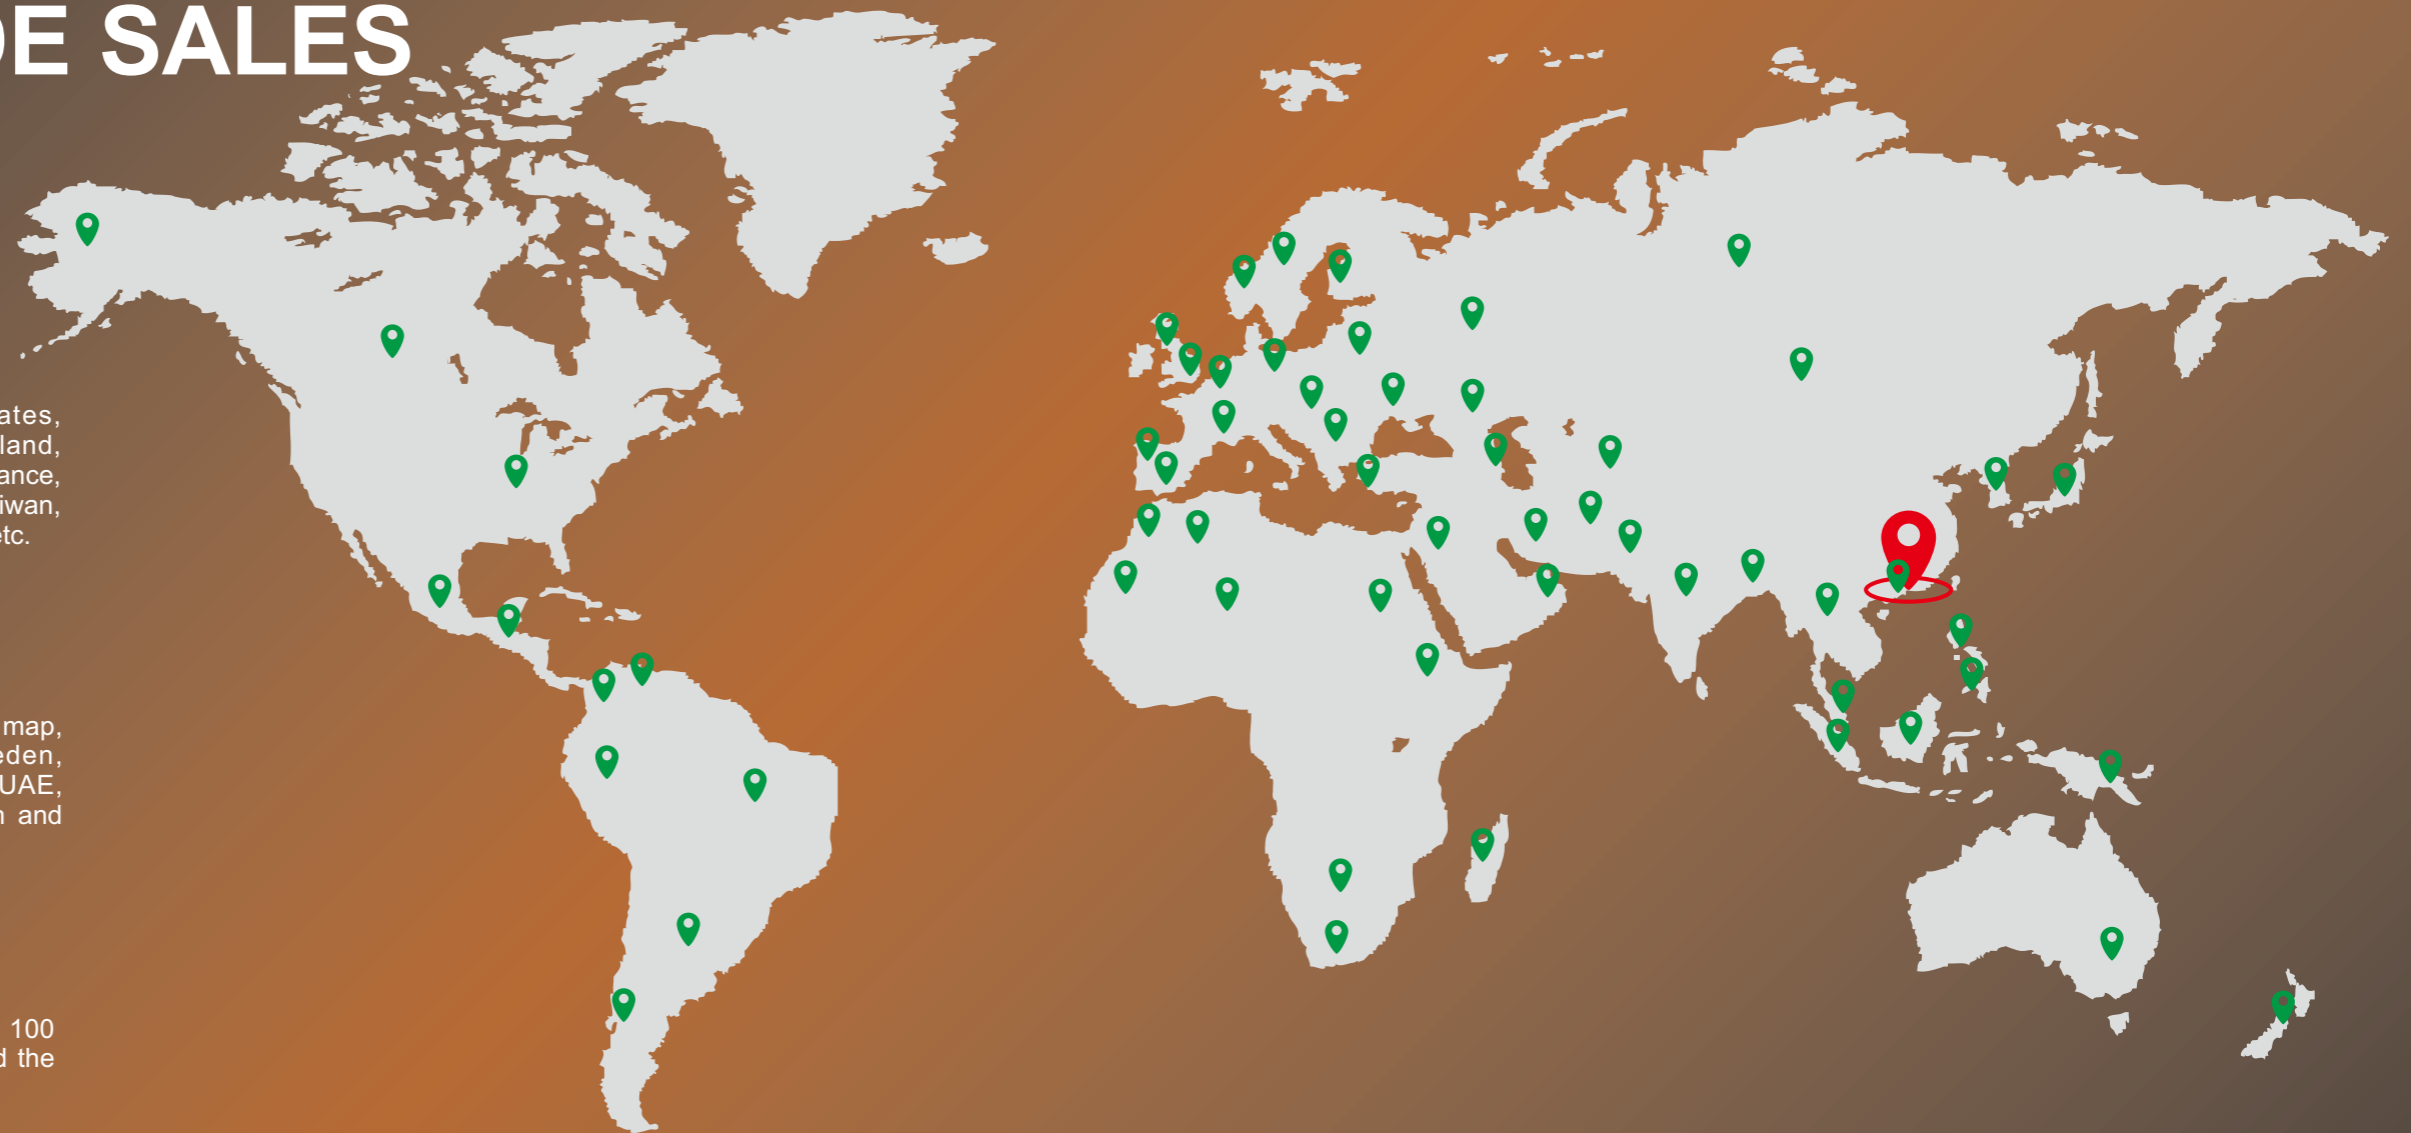 DE SALES
ates,
land,
ance,
iwan,
etc.
map,
eden,
UAE,
and
100
the